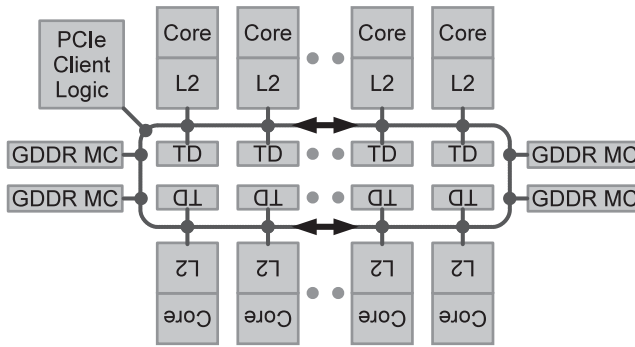 PCIe
Client
Logic
Core Core Core Core
L2 L2 L2 L2
GDDR MC TD TD TD TD GDDR MC
GDDR MC TD TD TD TD GDDR MC
L2 L2 L2 L2
Core Core Core Core